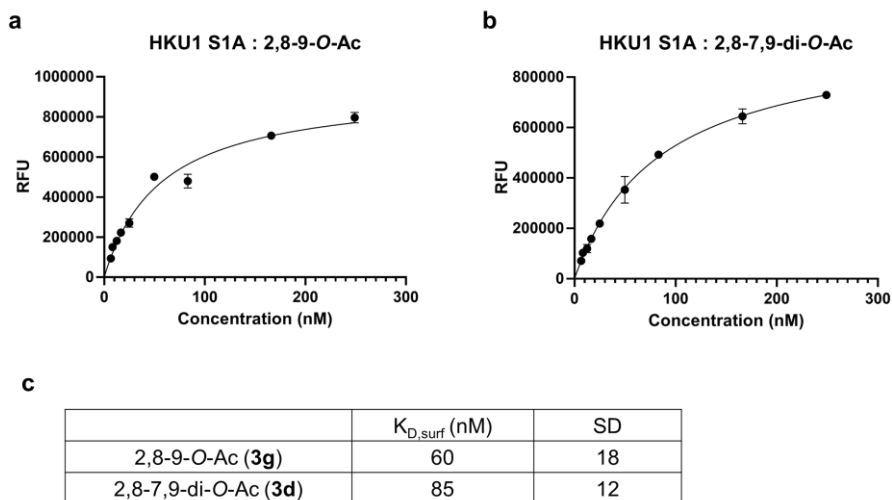 a
HKU1 S1A : 2,8-9-O-Ac
1000000
800000
600000
400000
200000
0
RFU
0 100 200 300
Concentration (nM)
b
HKU1 S1A : 2,8-7,9-di-O-Ac
800000
600000
400000
200000
0
RFU
0 100 200 300
Concentration (nM)
c
K_D,surf (nM) SD
2,8-9-O-Ac (3g) 60 18
2,8-7,9-di-O-Ac (3d) 85 12